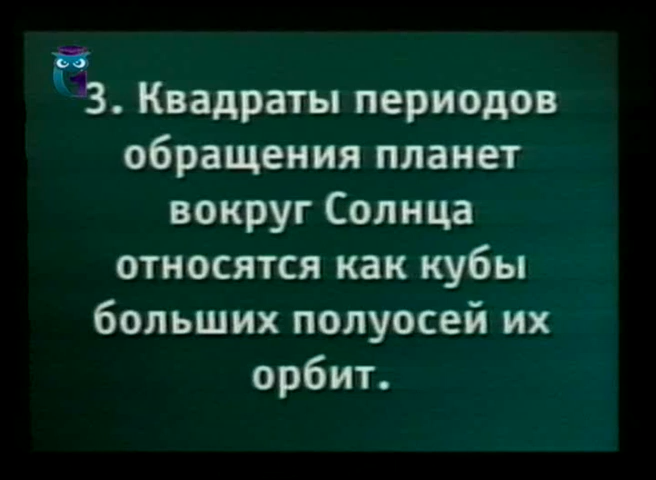 3. Квадраты периодов
обращения планет
вокруг Солнца
относятся как кубы
больших полуосей их
орбит.